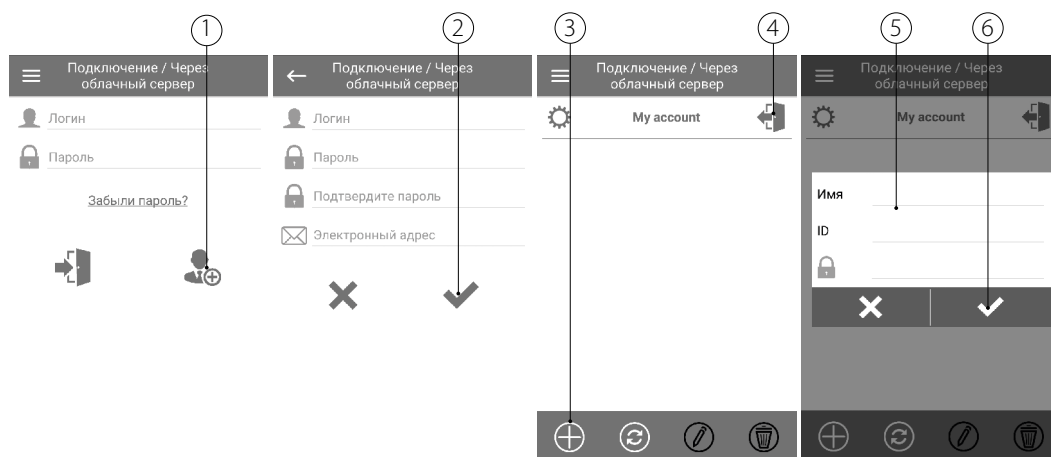 1
2
3
4
5
6
Подключение / Через
облачный сервер
Логин
Пароль
Забыли пароль?
Подключение / Через
облачный сервер
Логин
Пароль
Подтвердите пароль
Электронный адрес
Подключение / Через
облачный сервер
My account
Подключение / Через
облачный сервер
My account
Имя
ID